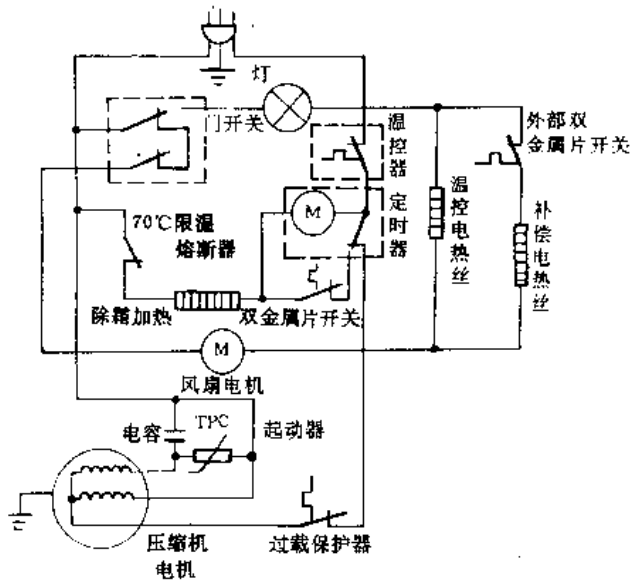 灯
门开关
温
控
器
外部双
金属片开关
M
定
时
器
温
控
电
热
丝
补
偿
电
热
丝
70℃限温
熔断器
除霜加热
双金属片开关
M
风扇电机
电容
TPC
起动器
压缩机
电机
过载保护器